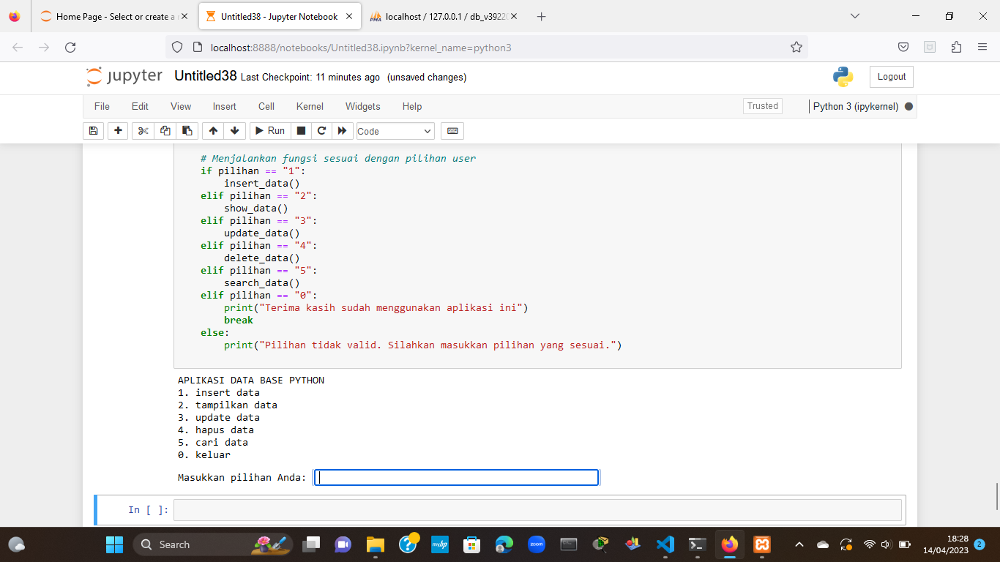 Home Page - Select or create a
Untitled38 - Jupyter Notebook
localhost / 127.0.0.1 / db_v3922
localhost:8888/notebooks/Untitled38.ipynb?kernel_name=python3
jupyter Untitled38 Last Checkpoint: 11 minutes ago (unsaved changes)
Logout
File Edit View Insert Cell Kernel Widgets Help
Trusted
Python 3 (ipykernel)
Run
Code
# Menjalankan fungsi sesuai dengan pilihan user
if pilihan == "1":
insert_data()
elif pilihan == "2":
show_data()
elif pilihan == "3":
update_data()
elif pilihan == "4":
delete_data()
elif pilihan == "5":
search_data()
elif pilihan == "0":
print("Terima kasih sudah menggunakan aplikasi ini")
break
else:
print("Pilihan tidak valid. Silahkan masukkan pilihan yang sesuai.")
APLIKASI DATA BASE PYTHON
1. insert data
2. tampilkan data
3. update data
4. hapus data
5. cari data
0. keluar
Masukkan pilihan Anda:
In [ ]:
Search
myhp
zoom
18:28
14/04/2023
2